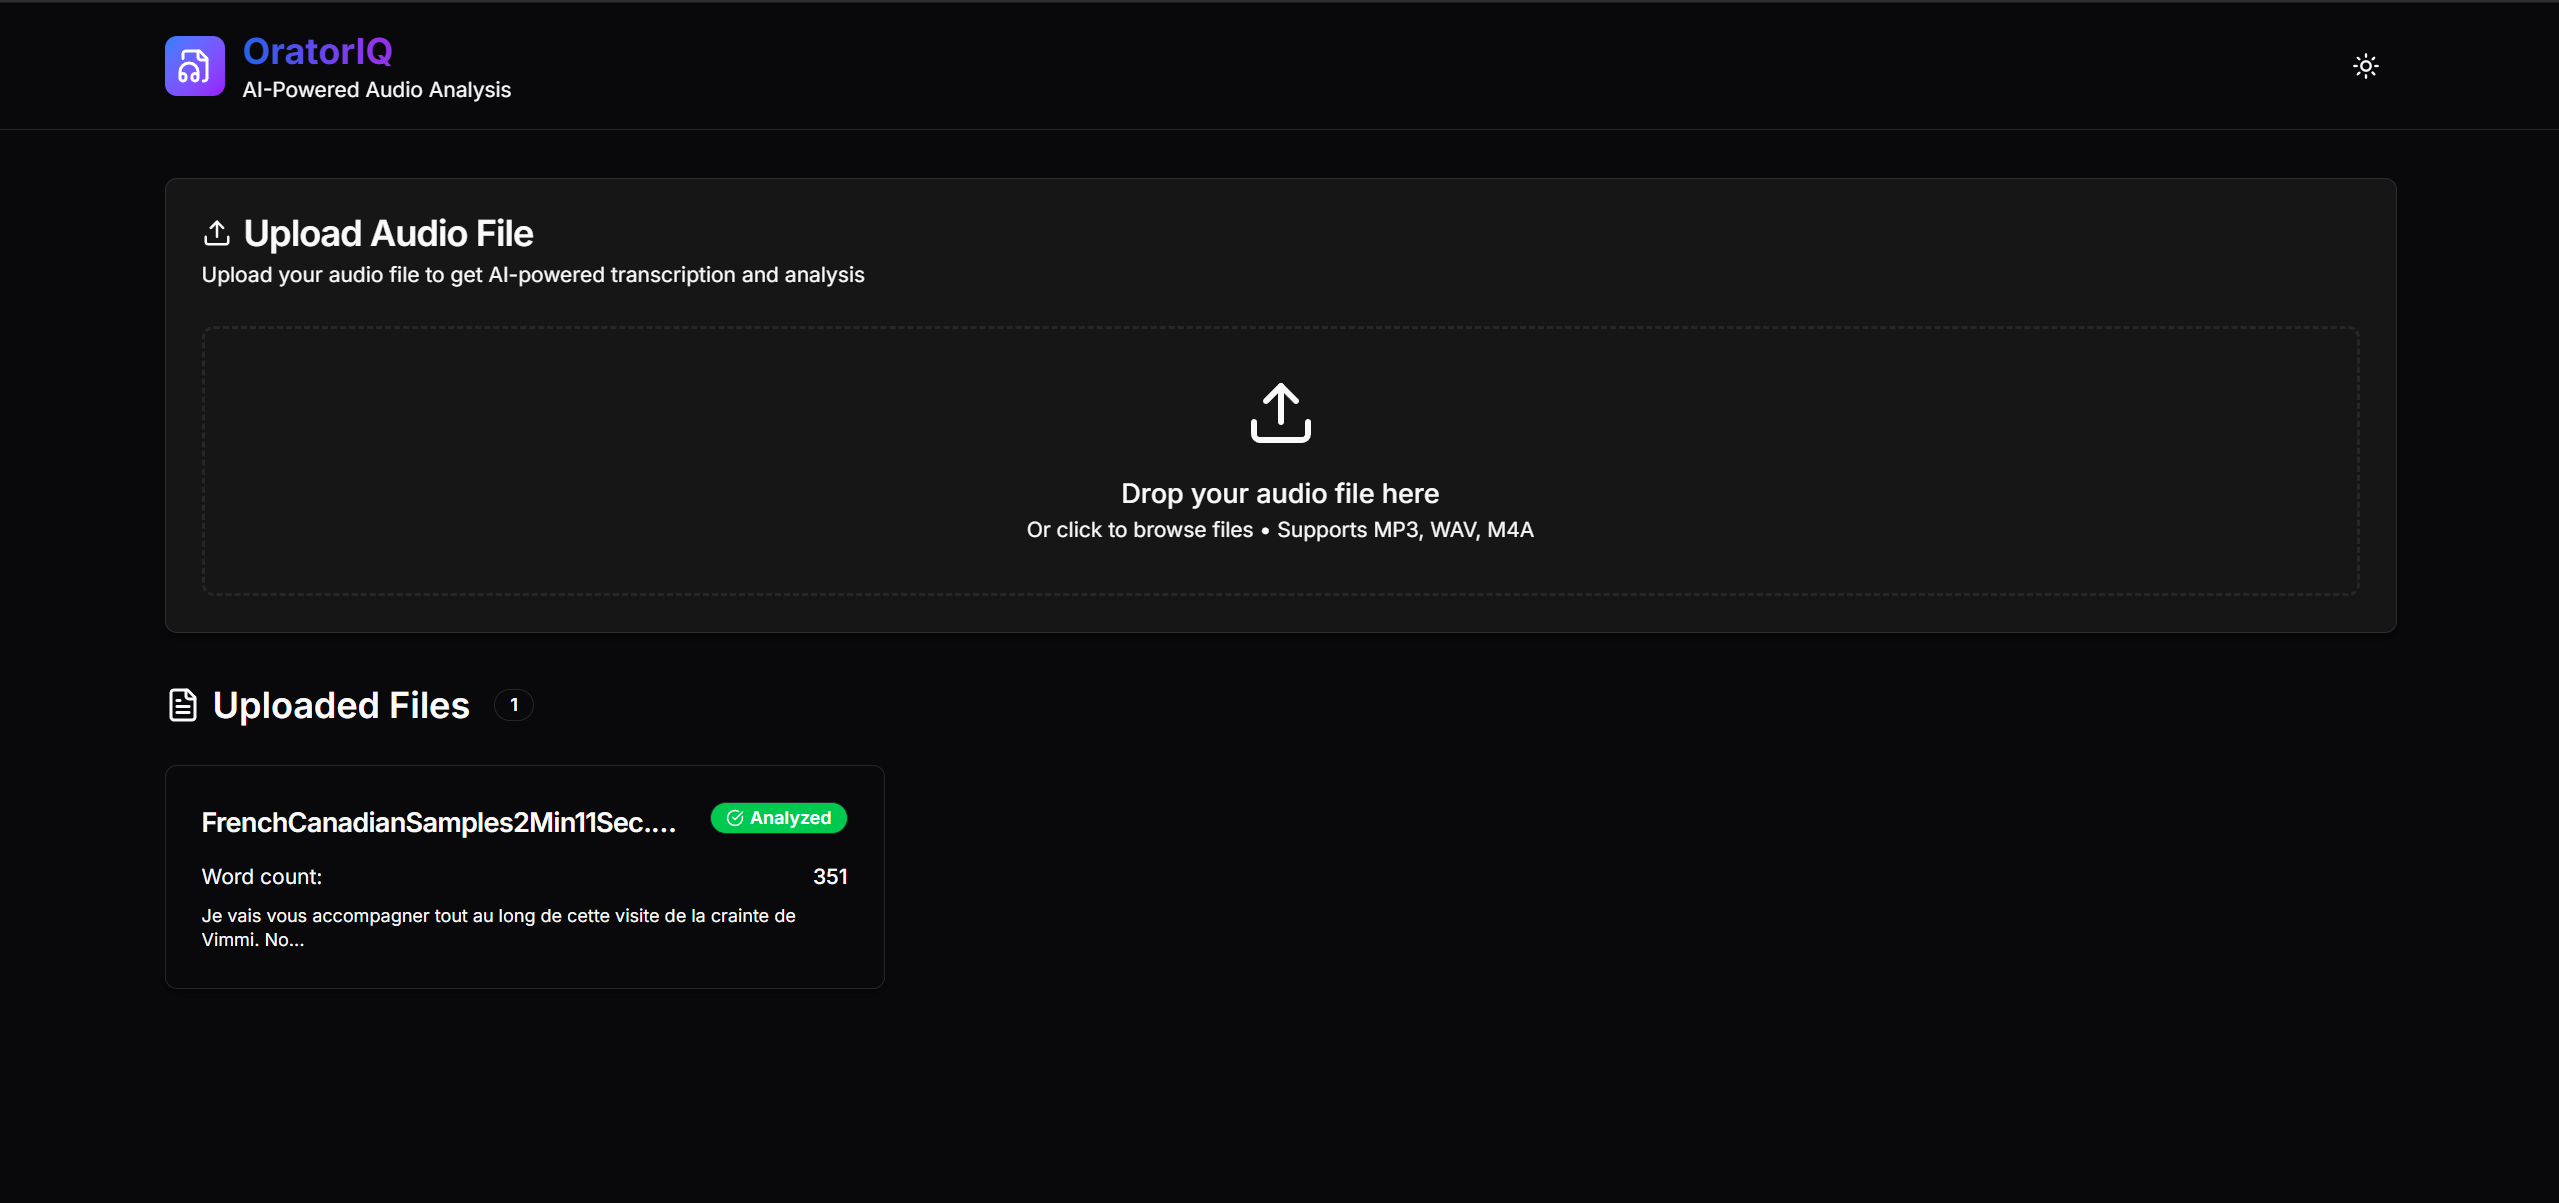 OratorIQ
AI-Powered Audio Analysis
Upload Audio File
Upload your audio file to get AI-powered transcription and analysis
Drop your audio file here
Or click to browse files • Supports MP3, WAV, M4A
Uploaded Files 1
FrenchCanadianSamples2Min11Sec.... Analyzed
Word count: 351
Je vais vous accompagner tout au long de cette visite de la crainte de
Vimmi. No...